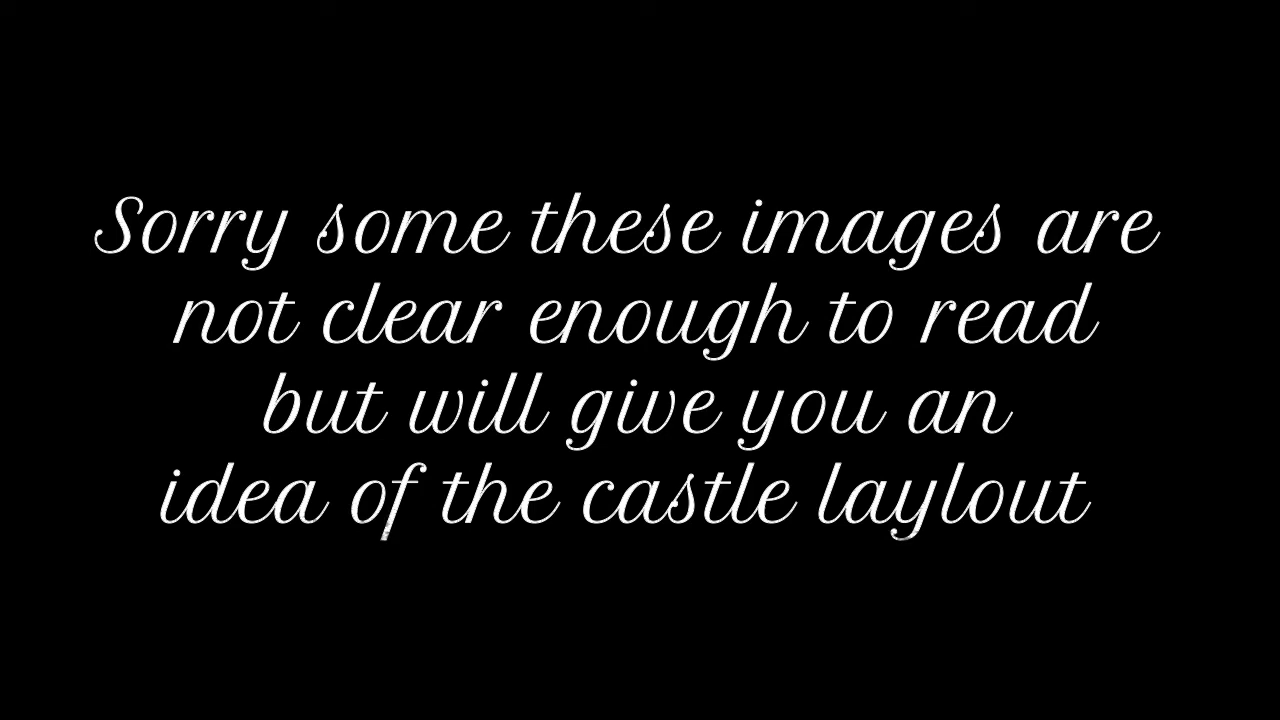 Sorry some these images are
not clear enough to read
but will give you an
idea of the castle laylout